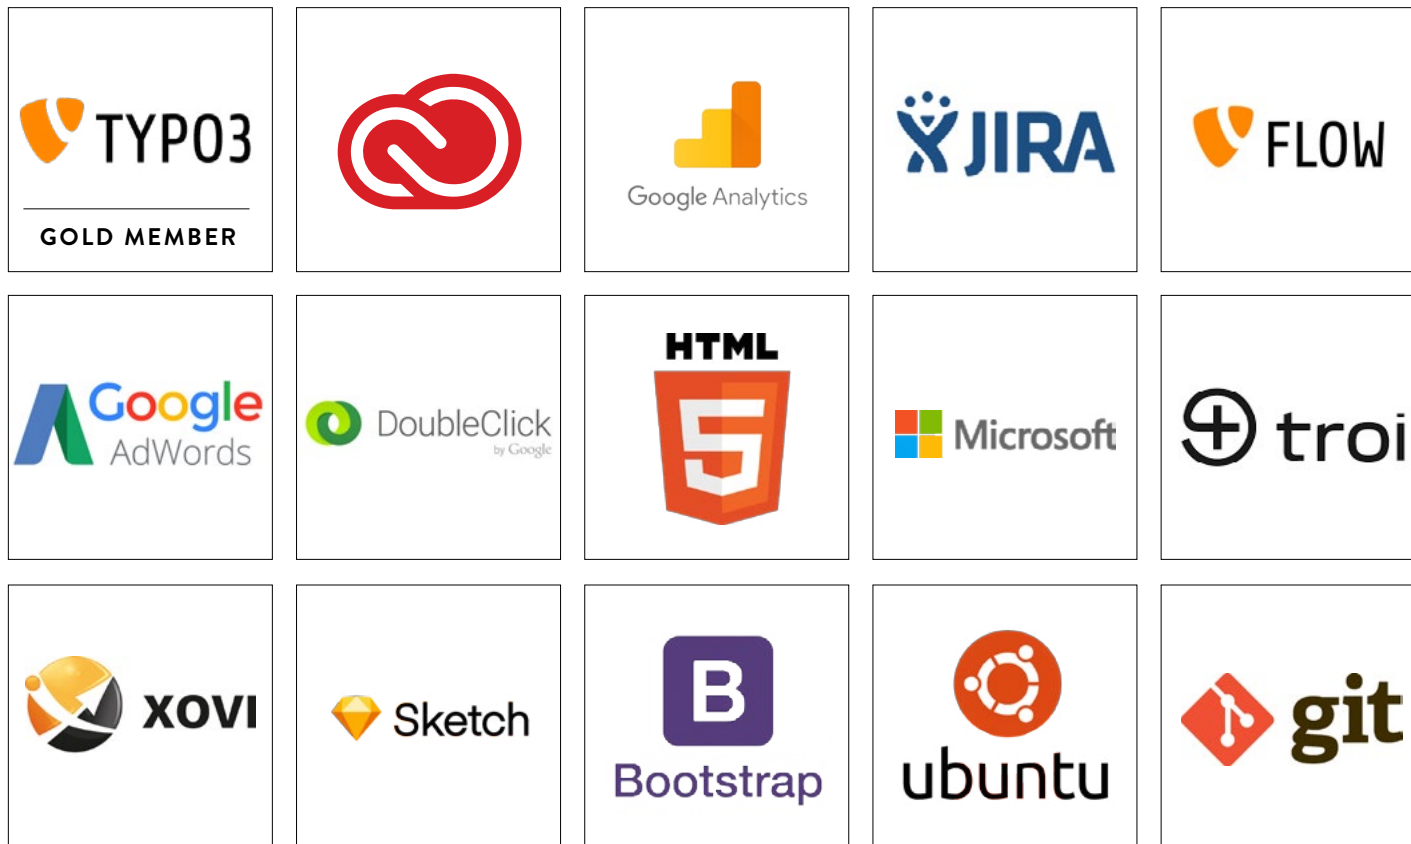 TYPO3
GOLD MEMBER
Google Analytics
JIRA
FLOW
Google
AdWords
DoubleClick
by Google
HTML
5
Microsoft
troi
XOVI
Sketch
B
Bootstrap
ubuntu
git